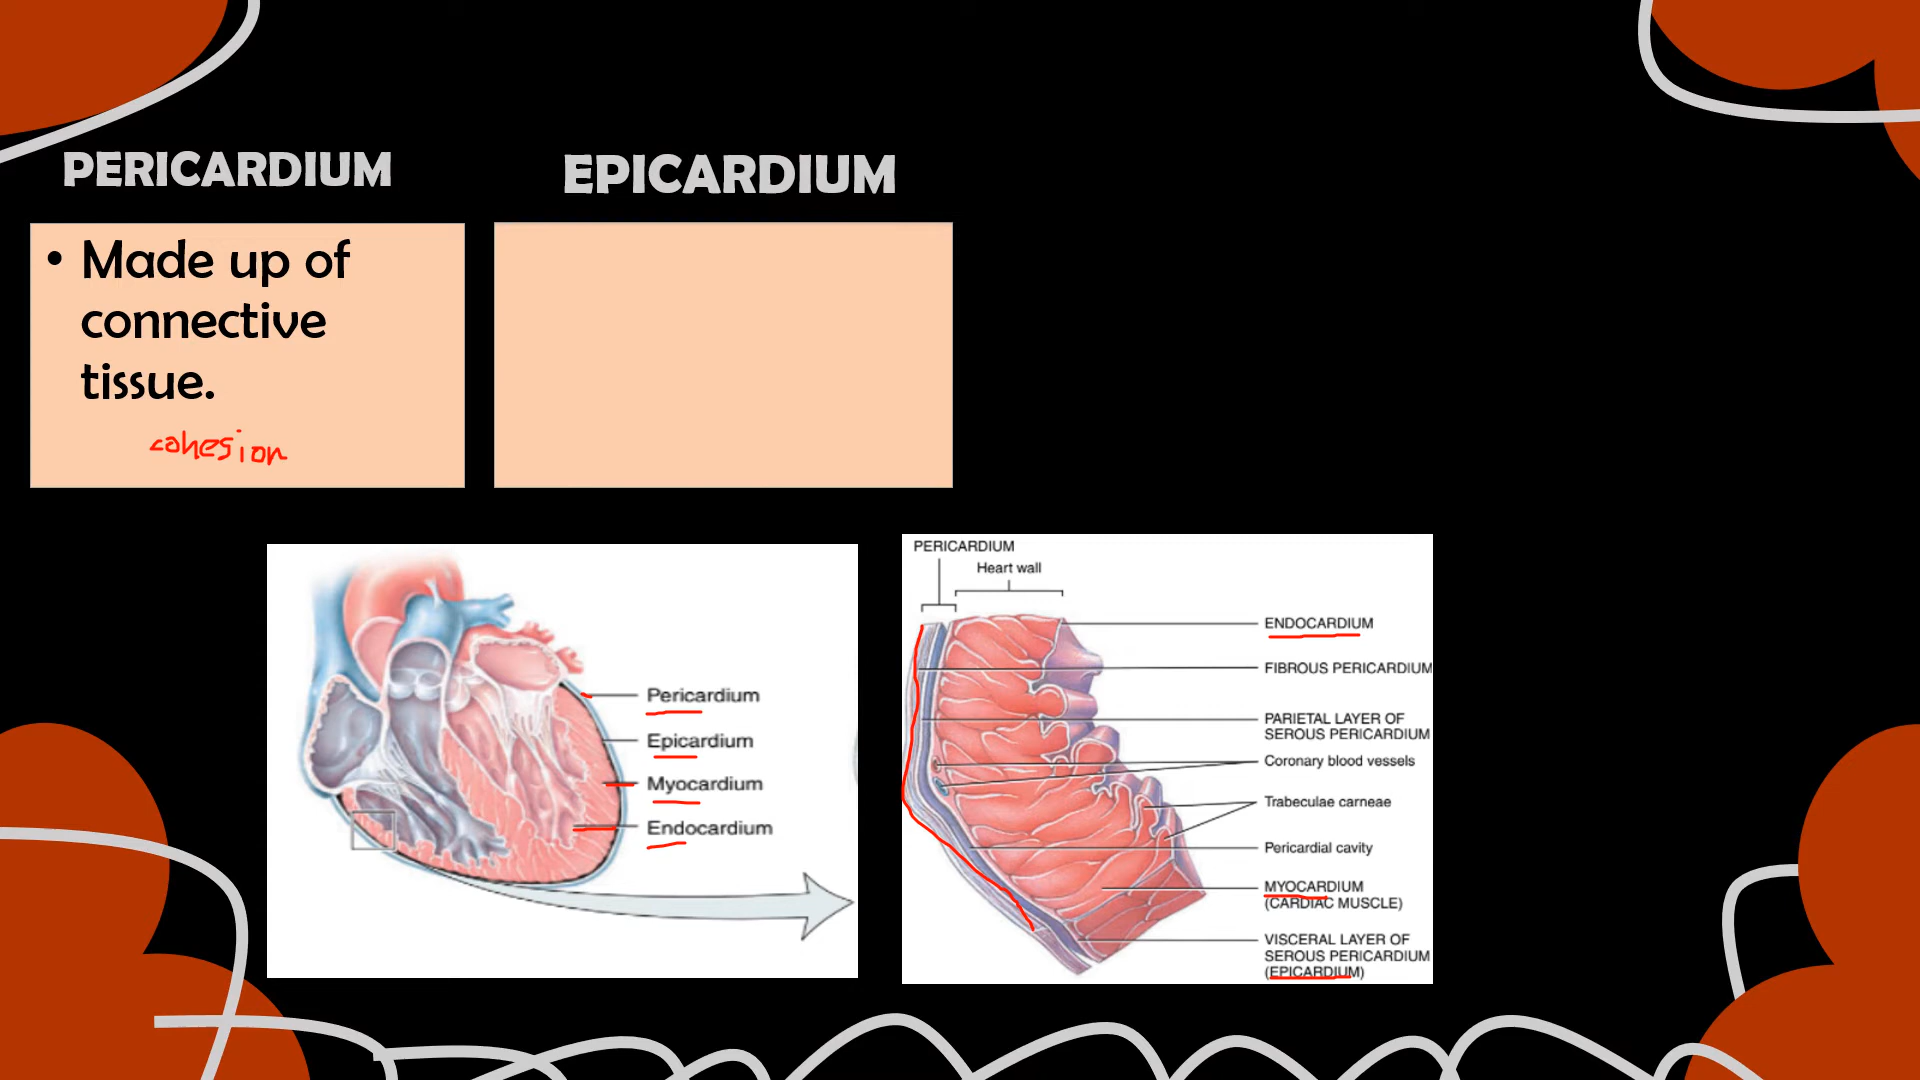 PERICARDIUM
• Made up of
connective
tissue.
cohesion
EPICARDIUM
Pericardium
Epicardium
Myocardium
Endocardium
PERICARDIUM
Heart wall
ENDOCARDIUM
FIBROUS PERICARDIUM
PARIETAL LAYER OF
SEROUS PERICARDIUM
Coronary blood vessels
Trabeculae carneae
Pericardial cavity
MYOCARDIUM
(CARDIAC MUSCLE)
VISCERAL LAYER OF
SEROUS PERICARDIUM
(EPICARDIUM)